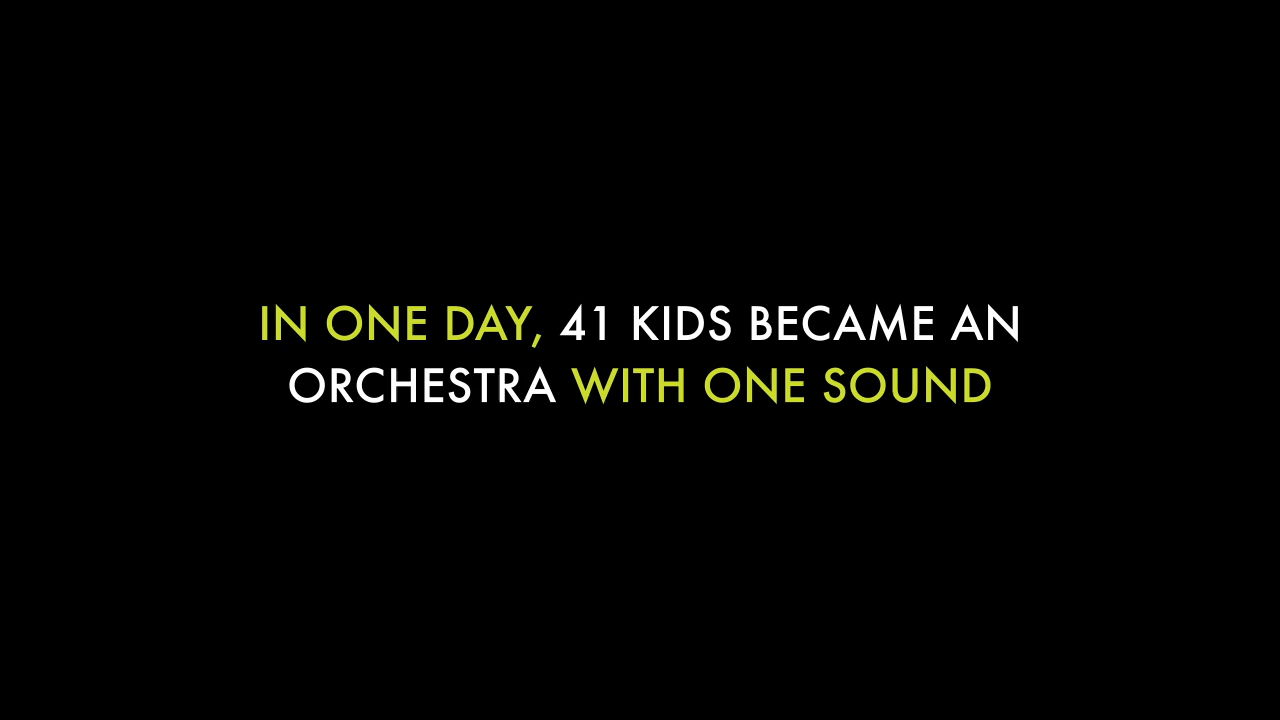 IN ONE DAY, 41 KIDS BECAME AN
ORCHESTRA WITH ONE SOUND